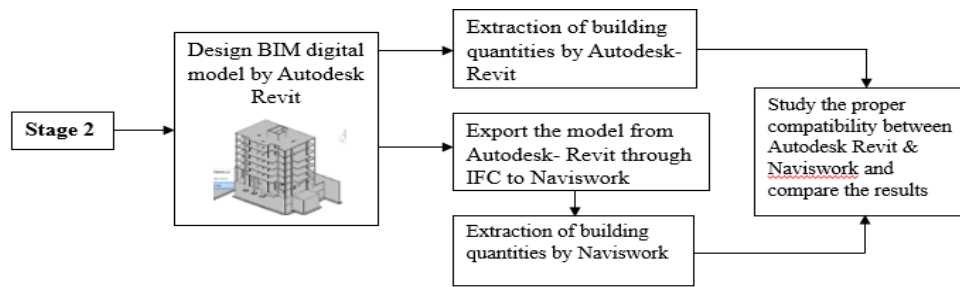 Stage 2
Design BIM digital
model by Autodesk
Revit
Extraction of building
quantities by Autodesk-
Revit
Export the model from
Autodesk- Revit through
IFC to Naviswork
Extraction of building
quantities by Naviswork
Study the proper
compatibility between
Autodesk Revit &
Naviswork and
compare the results